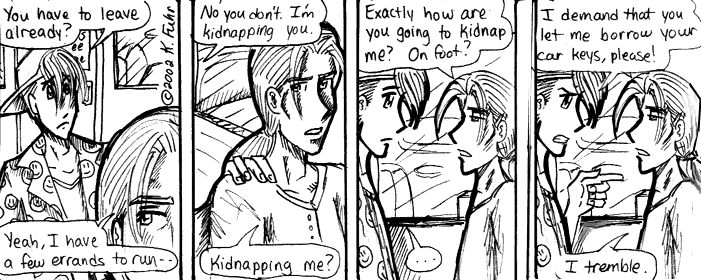 You have to leave
already?
Yeah, I have
a few errands to run--
©2002 K. Fuhr
No you don't. I'm
kidnapping you.
Kidnapping me?
Exactly how are
you going to kidnap
me? On foot?
...
I demand that you
let me borrow your
car keys, please!
I tremble.